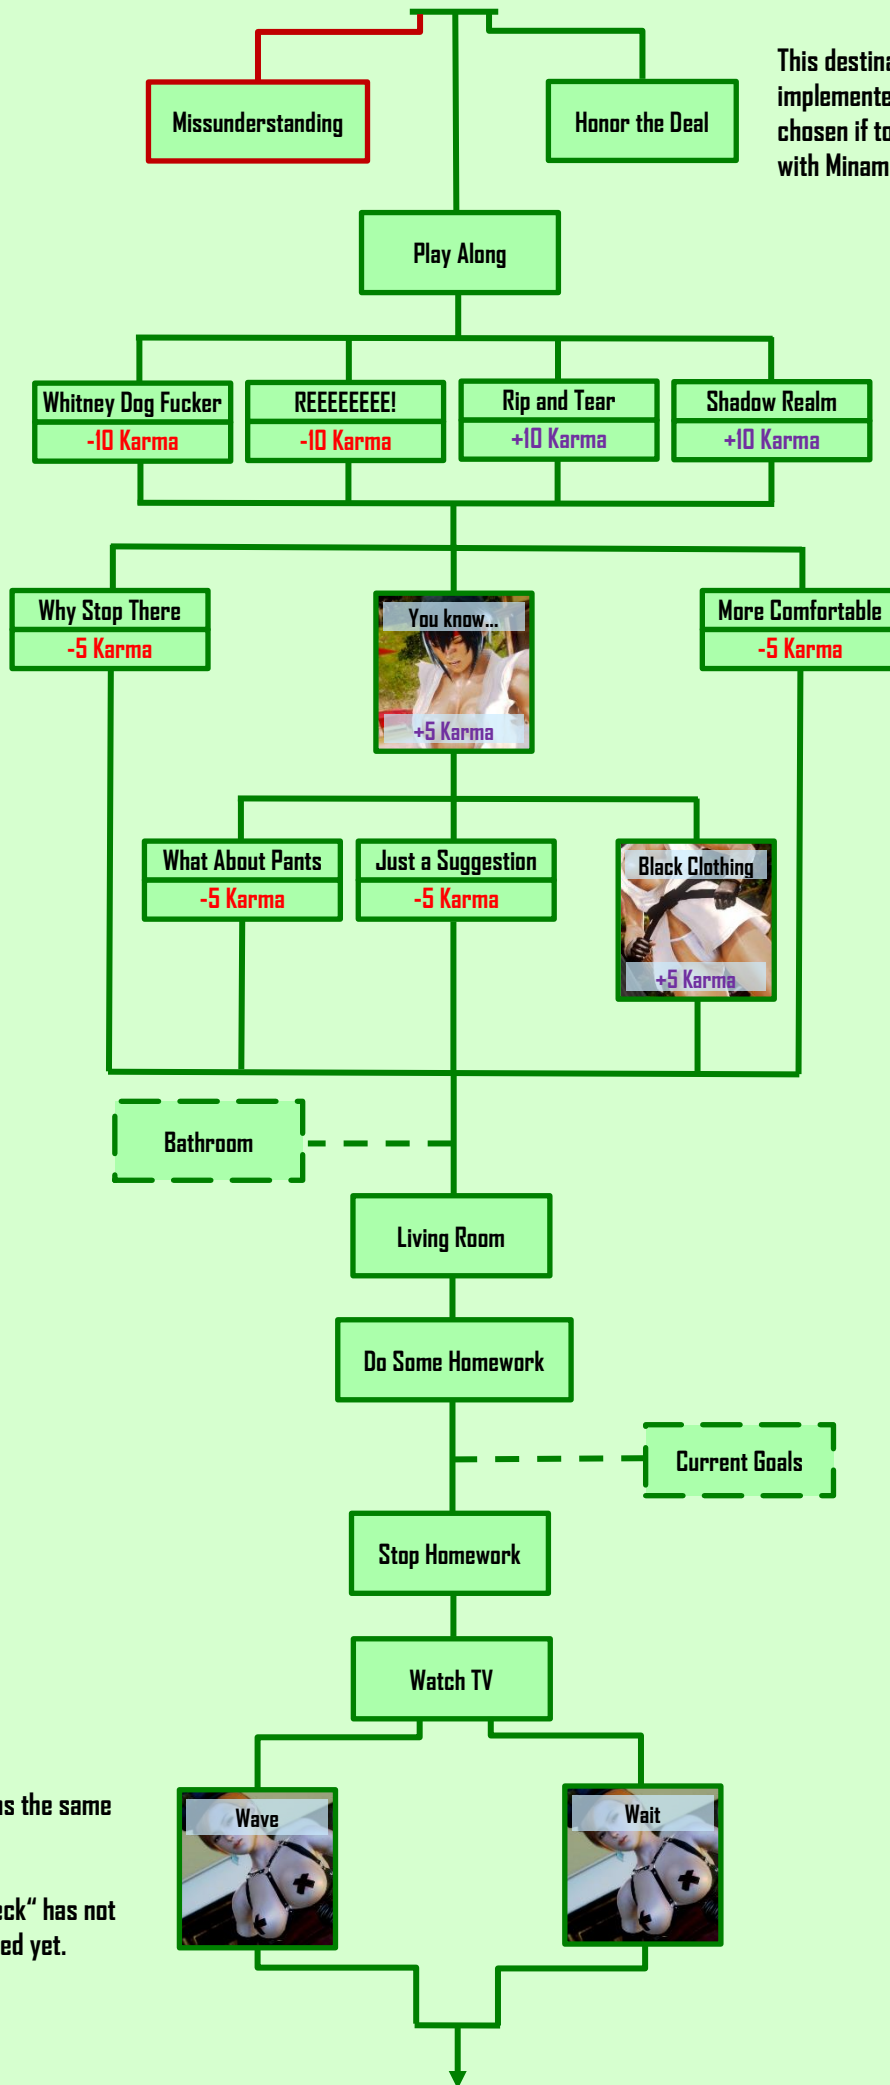 This destina
implemente
chosen if to
with Minam
Missunderstanding
Honor the Deal
Play Along
Whitney Dog Fucker
-10 Karma
REEEEEEEE!
-10 Karma
Rip and Tear
+10 Karma
Shadow Realm
+10 Karma
Why Stop There
-5 Karma
You know...
+5 Karma
More Comfortable
-5 Karma
What About Pants
-5 Karma
Just a Suggestion
-5 Karma
Black Clothing
+5 Karma
Bathroom
Living Room
Do Some Homework
Current Goals
Stop Homework
Watch TV
Wave
Wait
as the same
eck“ has not
ed yet.